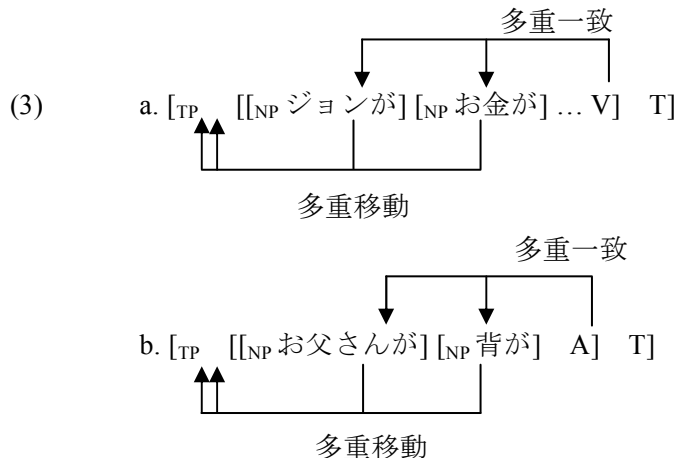 多重一致
(3) a. [TP [[NP ジョンが] [NP お金が] … V] T]
多重移動
多重一致
b. [TP [[NP お父さんが] [NP 背が] A] T]
多重移動